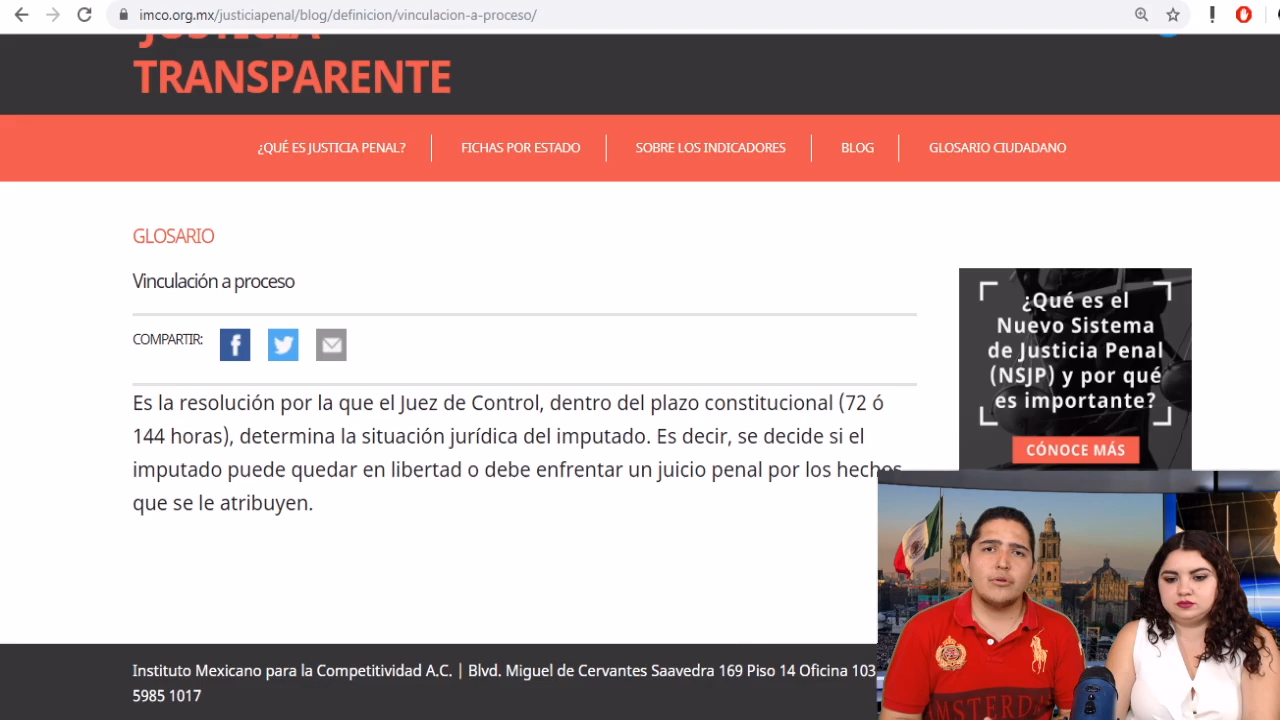 imco.org.mx/justiciapenal/blog/definicion/vinculacion-a-proceso/
JUSTICIA
TRANSPARENTE
¿QUÉ ES JUSTICIA PENAL?
FICHAS POR ESTADO
SOBRE LOS INDICADORES
BLOG
GLOSARIO CIUDADANO
GLOSARIO
Vinculación a proceso
COMPARTIR:
Es la resolución por la que el Juez de Control, dentro del plazo constitucional (72 ó
144 horas), determina la situación jurídica del imputado. Es decir, se decide si el
imputado puede quedar en libertad o debe enfrentar un juicio penal por los hechos
que se le atribuyen.
¿Qué es el
Nuevo Sistema
de Justicia Penal
(NSJP) y por qué
es importante?
CÓNOCE MÁS
Instituto Mexicano para la Competitividad A.C. | Blvd. Miguel de Cervantes Saavedra 169 Piso 14 Oficina 103
5985 1017